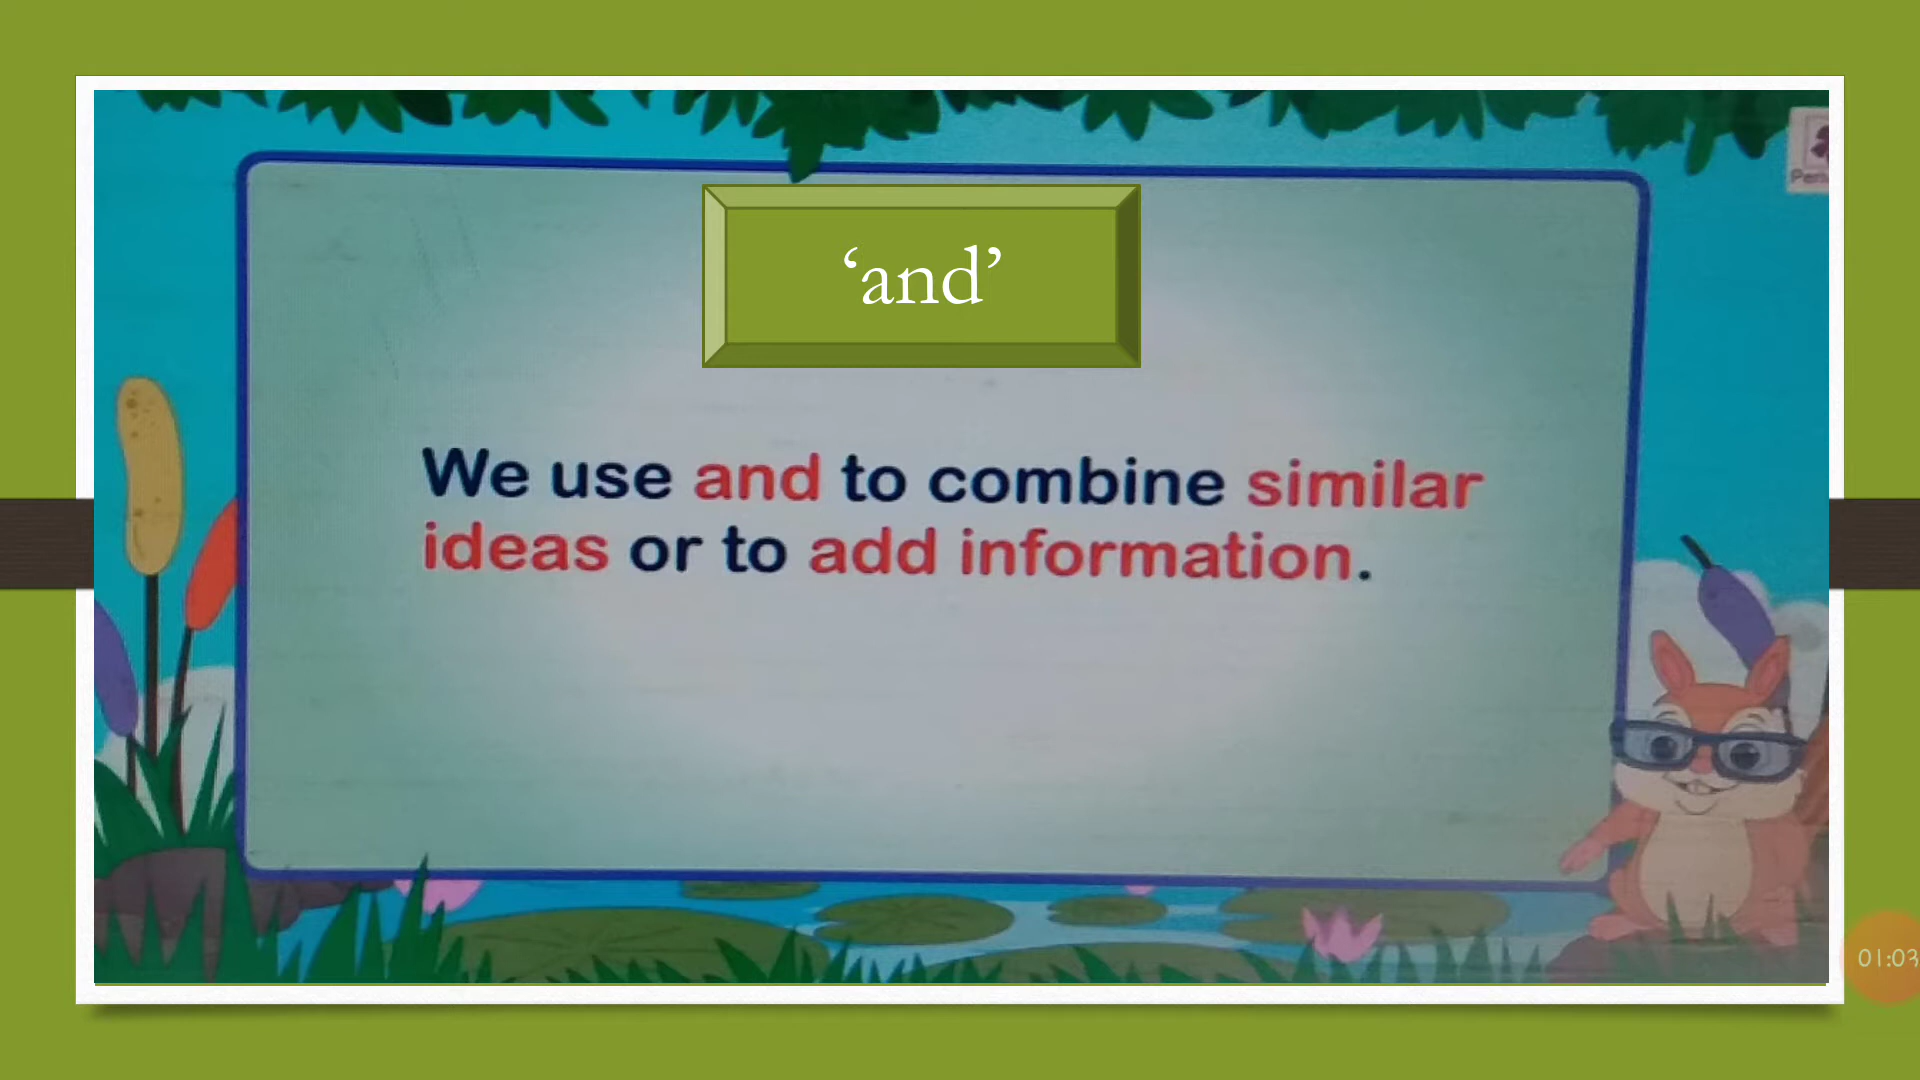 ‘and’
We use and to combine similar
ideas or to add information.
01:03